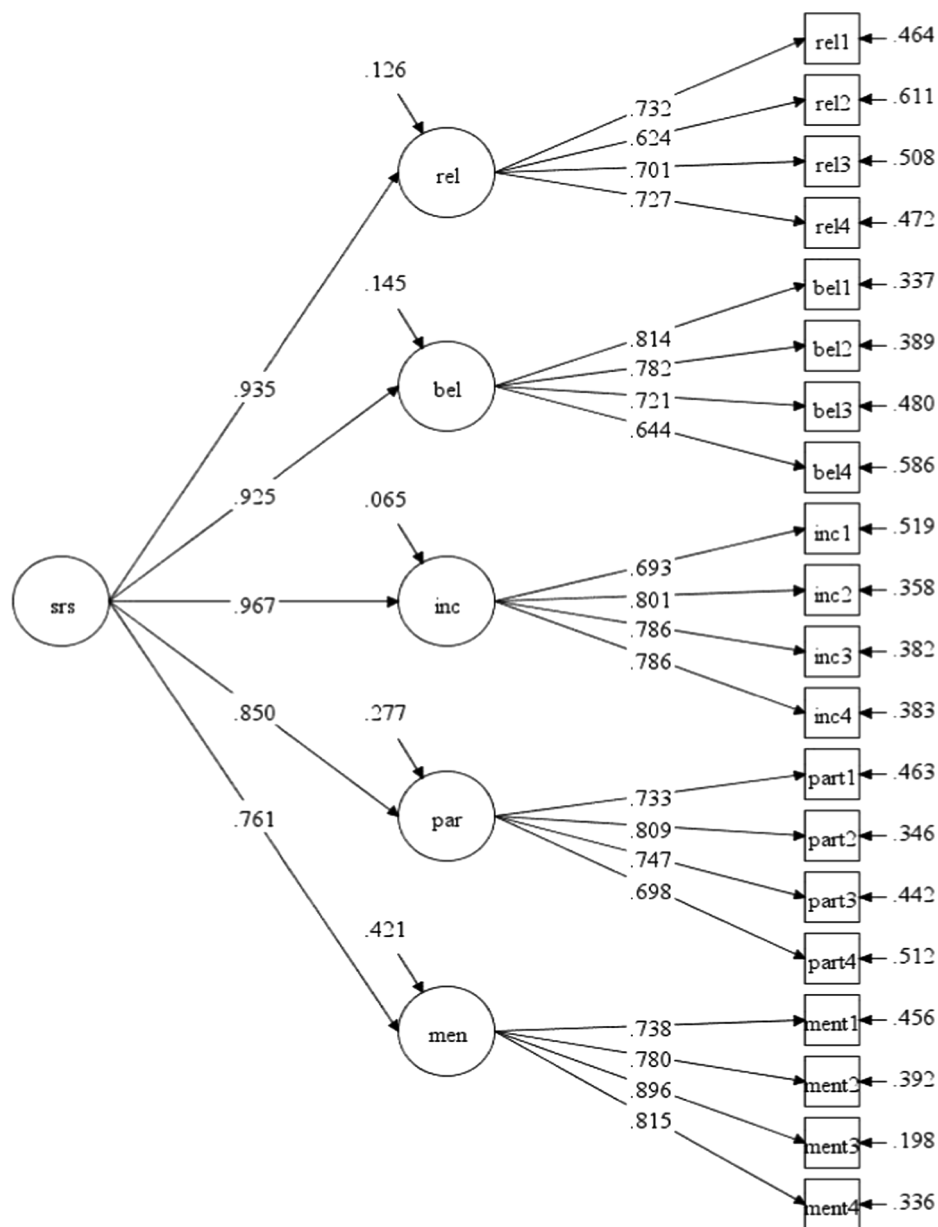 rel1 .464
.126
rel2 .611
.732
.624
rel3 .508
.701
rel
.727
rel4 .472
.145
bel1 .337
.814
bel2 .389
.782
.935
bel
.721
bel3 .480
.644
bel4 .586
.925
.065
inc1 .519
.693
inc2 .358
srs
.967
inc
.801
.786
inc3 .382
.786
.850
.277
inc4 .383
part1 .463
.733
.761
par
.809
part2 .346
.747
.698
part3 .442
.421
part4 .512
ment1 .456
men
.738
.780
ment2 .392
.896
.815
ment3 .198
ment4 .336